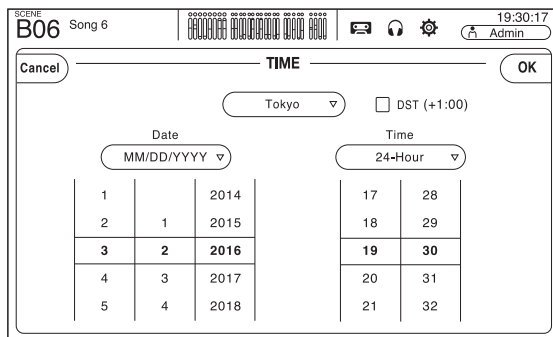 SCENE
B06 Song 6
19:30:17
Admin
Cancel
TIME
OK
Tokyo
DST (+1:00)
Date
Time
MM/DD/YYYY
24-Hour
1 2014 17 28
2 1 2015 18 29
3 2 2016 19 30
4 3 2017 20 31
5 4 2018 21 32